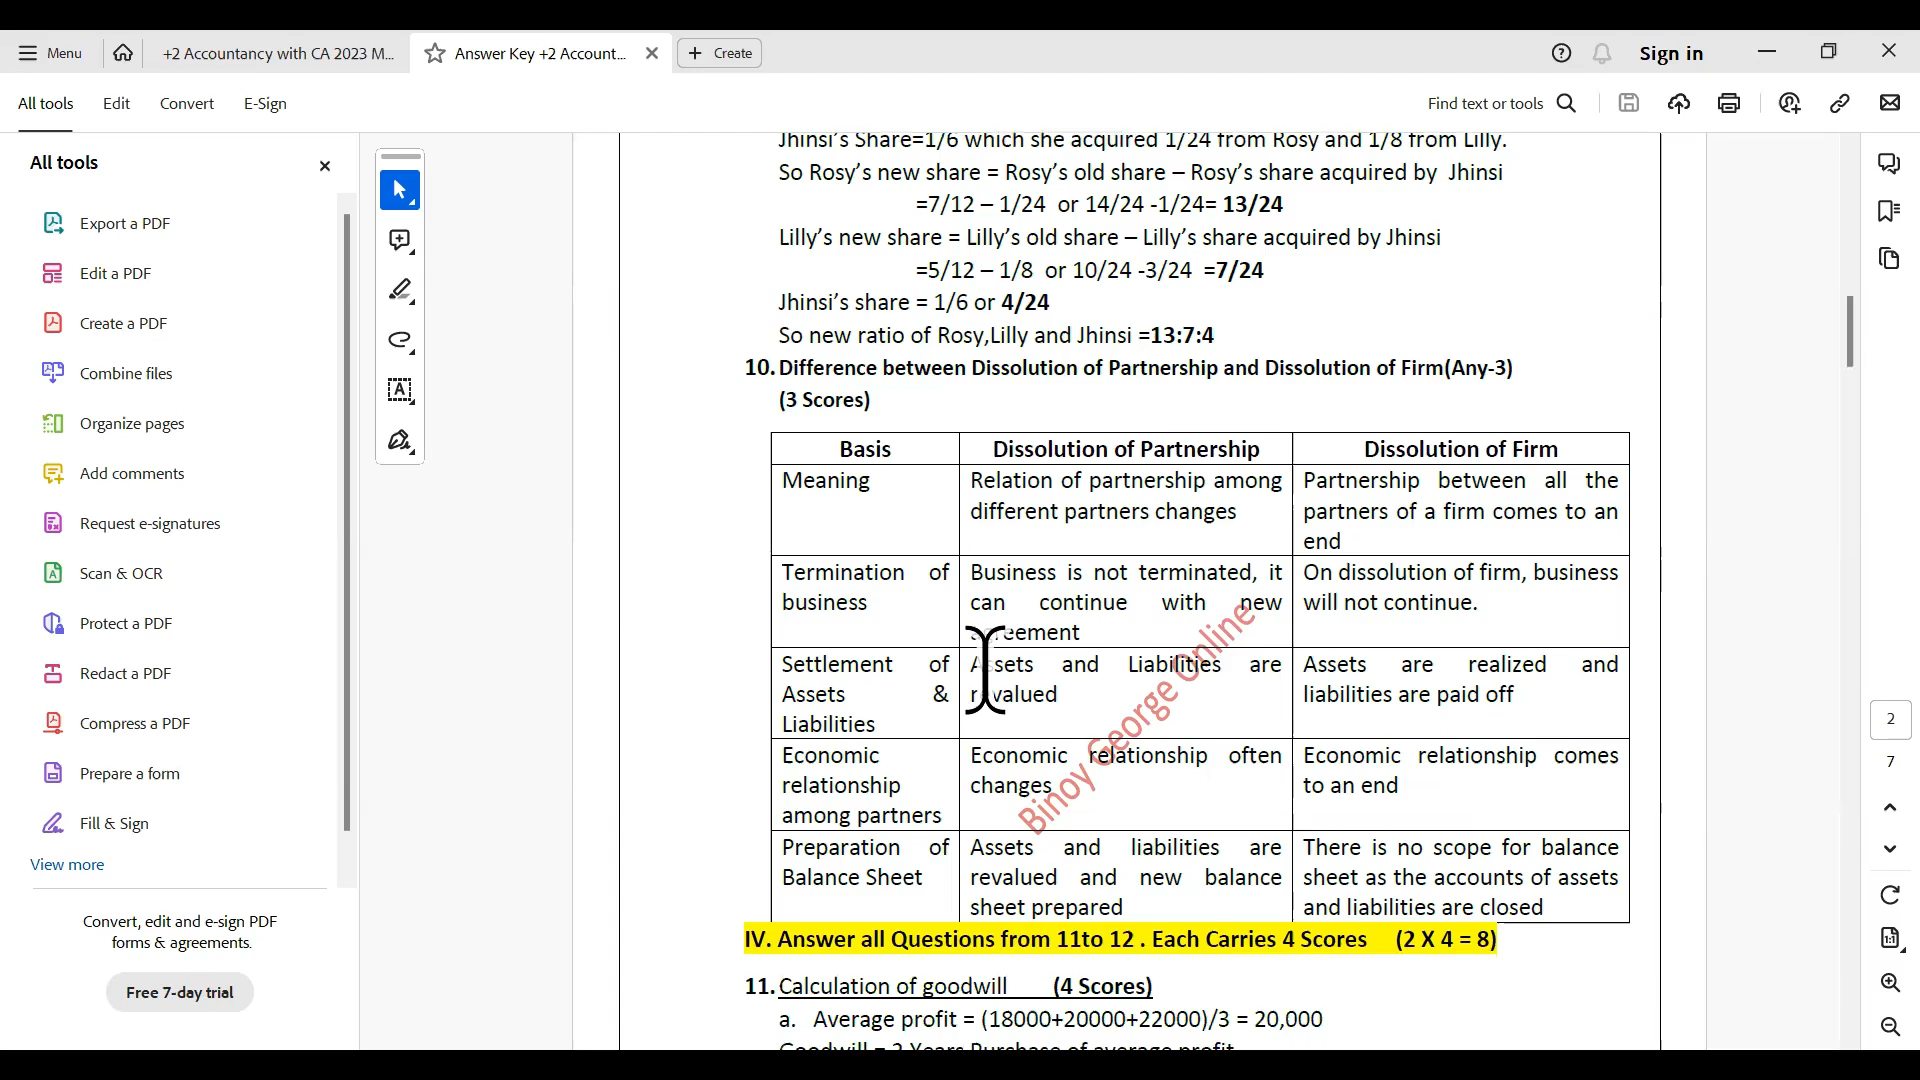 Menu
+2 Accountancy with CA 2023 M...
Answer Key +2 Account...
Create
Sign in
All tools
Edit
Convert
E-Sign
Find text or tools
All tools
Export a PDF
Edit a PDF
Create a PDF
Combine files
Organize pages
Add comments
Request e-signatures
Scan & OCR
Protect a PDF
Redact a PDF
Compress a PDF
Prepare a form
Fill & Sign
View more
Convert, edit and e-sign PDF
forms & agreements.
Free 7-day trial
Jhinsi’s Share=1/6 which she acquired 1/24 from Rosy and 1/8 from Lilly.
So Rosy’s new share = Rosy’s old share – Rosy’s share acquired by Jhinsi
=7/12 – 1/24 or 14/24 -1/24= 13/24
Lilly’s new share = Lilly’s old share – Lilly’s share acquired by Jhinsi
=5/12 – 1/8 or 10/24 -3/24 =7/24
Jhinsi’s share = 1/6 or 4/24
So new ratio of Rosy,Lilly and Jhinsi =13:7:4
10. Difference between Dissolution of Partnership and Dissolution of Firm(Any-3)
(3 Scores)
Basis
Dissolution of Partnership
Dissolution of Firm
Meaning
Relation of partnership among
different partners changes
Partnership between all the
partners of a firm comes to an
end
Termination of
business
Business is not terminated, it
can continue with new
agreement
On dissolution of firm, business
will not continue.
Settlement of
Assets &
Liabilities
Assets and Liabilities are
revalued
Assets are realized and
liabilities are paid off
Economic
relationship
among partners
Economic relationship often
changes
Economic relationship comes
to an end
Preparation of
Balance Sheet
Assets and liabilities are
revalued and new balance
sheet prepared
There is no scope for balance
sheet as the accounts of assets
and liabilities are closed
Binoy George Online
IV. Answer all Questions from 11to 12 . Each Carries 4 Scores (2 X 4 = 8)
11. Calculation of goodwill (4 Scores)
a. Average profit = (18000+20000+22000)/3 = 20,000
Goodwill = 2 Years Purchase of average profit
2
7